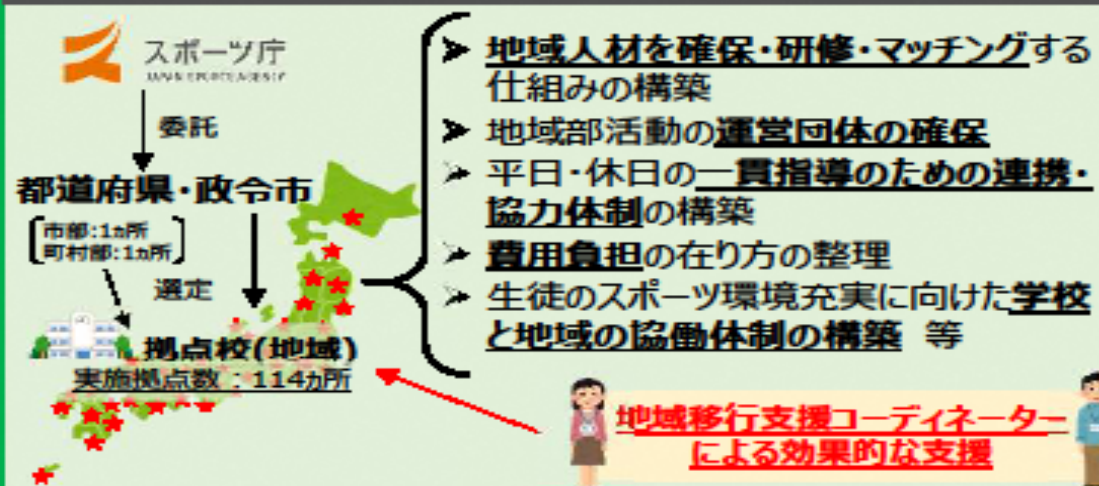 スポーツ庁
JAPAN SPORTS AGENCY
委託
都道府県・政令市
市部:1ヵ所
町村部:1ヵ所
選定
拠点校(地域)
実施拠点数：114ヵ所
➢ 地域人材を確保・研修・マッチングする
仕組みの構築
➢ 地域部活動の運営団体の確保
➢ 平日・休日の一貫指導のための連携・
協力体制の構築
➢ 費用負担の在り方の整理
➢ 生徒のスポーツ環境充実に向けた学校
と地域の協働体制の構築 等
地域移行支援コーディネーター
による効果的な支援